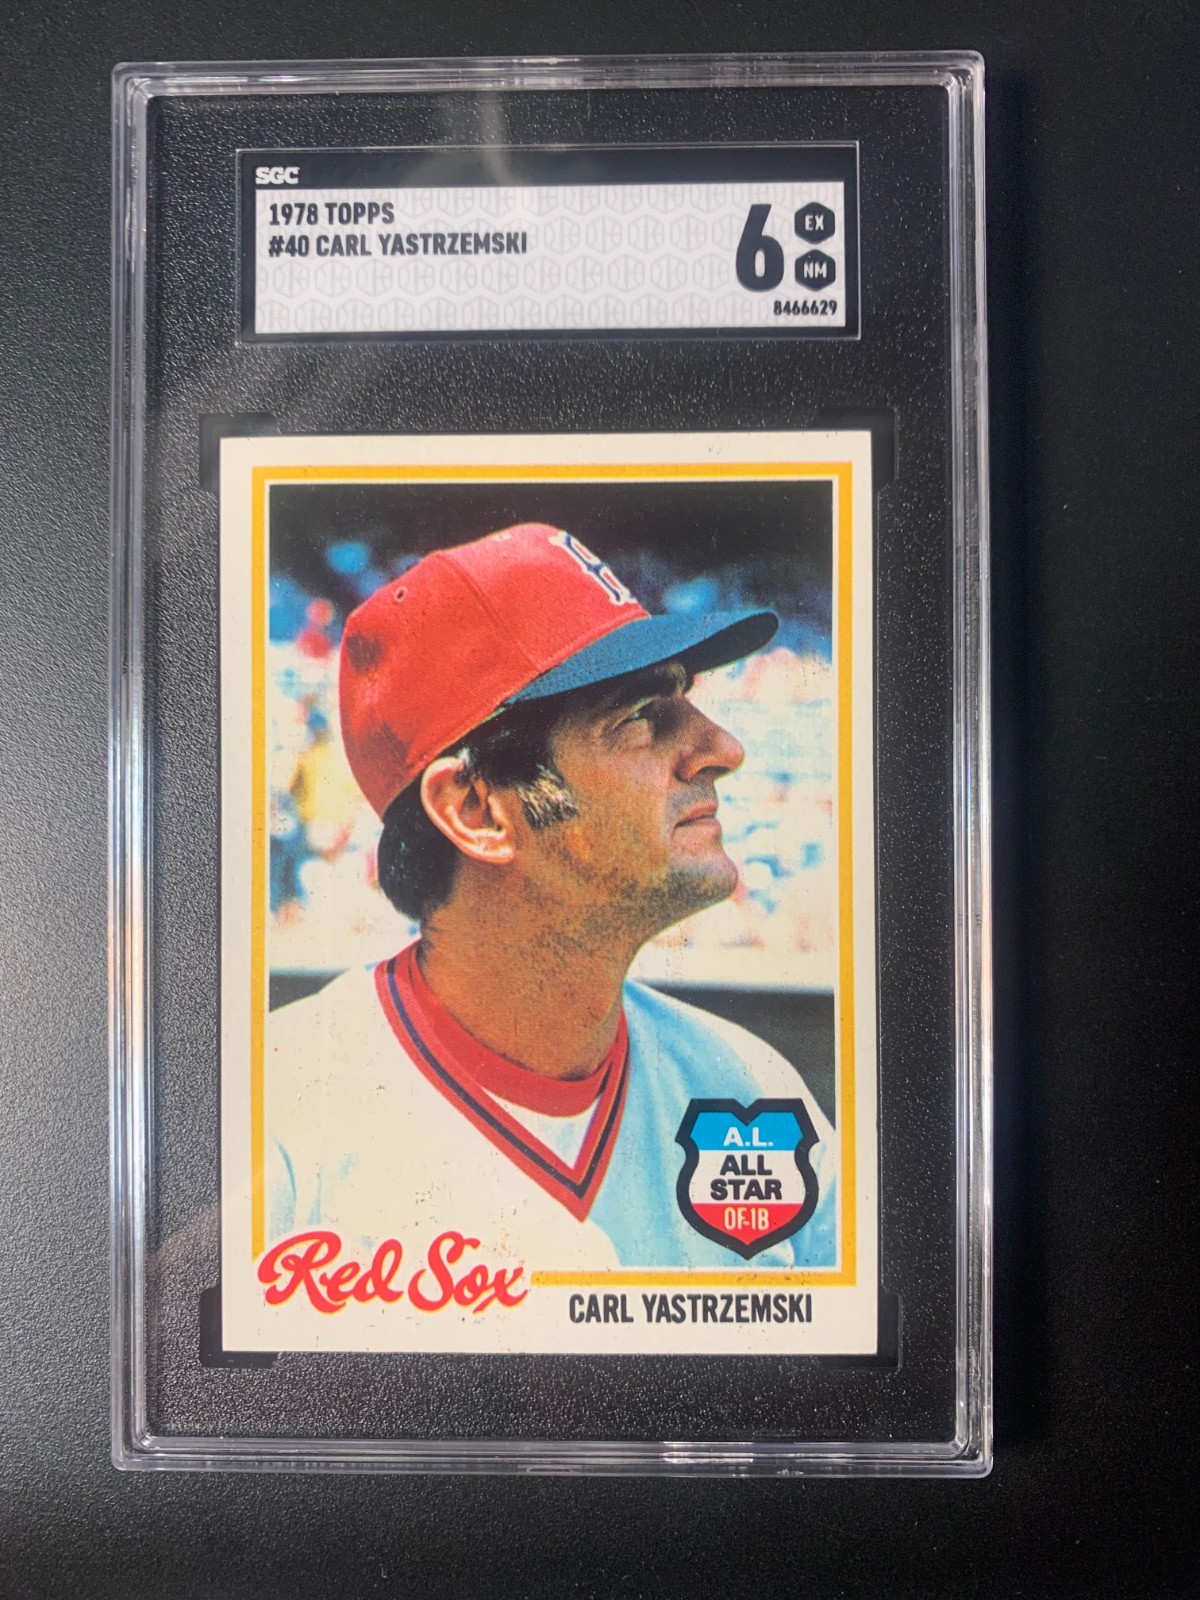 SGC
1978 TOPPS
#40 CARL YASTRZEMSKI
6 EX
NM
8466629
B
A.L.
ALL
STAR
OF-1B
Red Sox
CARL YASTRZEMSKI